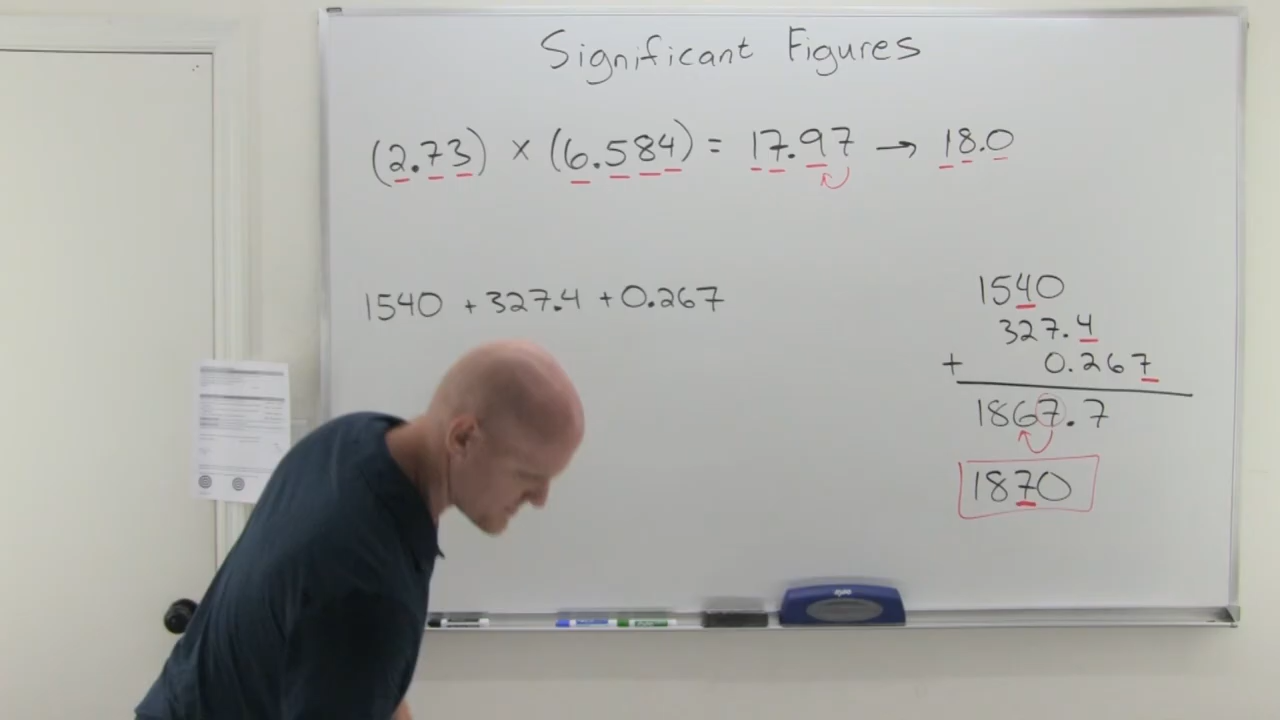 Significant Figures
(2.73) × (6.584) = 17.97 → 18.0
1540 + 327.4 + 0.267
1540
327.4
+ 0.267
1867.7
1870